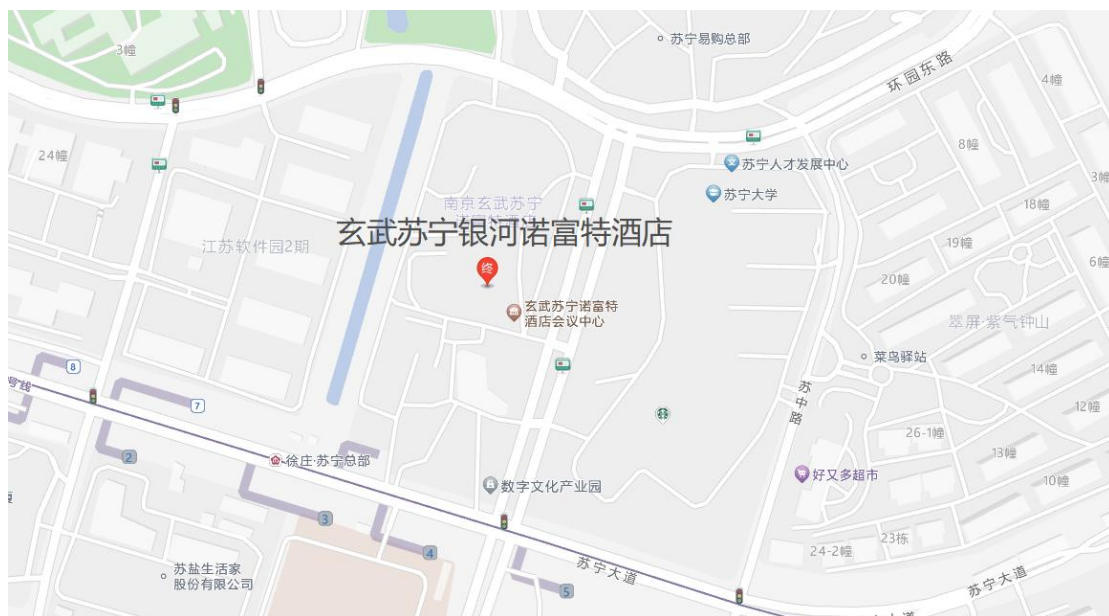 苏宁易购总部
3幢
环园东路
4幢
8幢
24幢
苏宁人才发展中心
3幢
苏宁大学
南京玄武苏宁
18幢
玄武苏宁银河诺富特酒店
江苏软件园2期
19幢
6幢
终
20幢
玄武苏宁诺富特
酒店会议中心
翠屏·紫气钟山
菜鸟驿站
8
号线
14幢
苏中路
7
12幢
26-1幢
13幢
2
徐庄·苏宁总部
好又多超市
数字文化产业园
10幢
3
23栋
24-2幢
4
苏宁大道
苏盐生活家
股份有限公司
苏宁大道
5